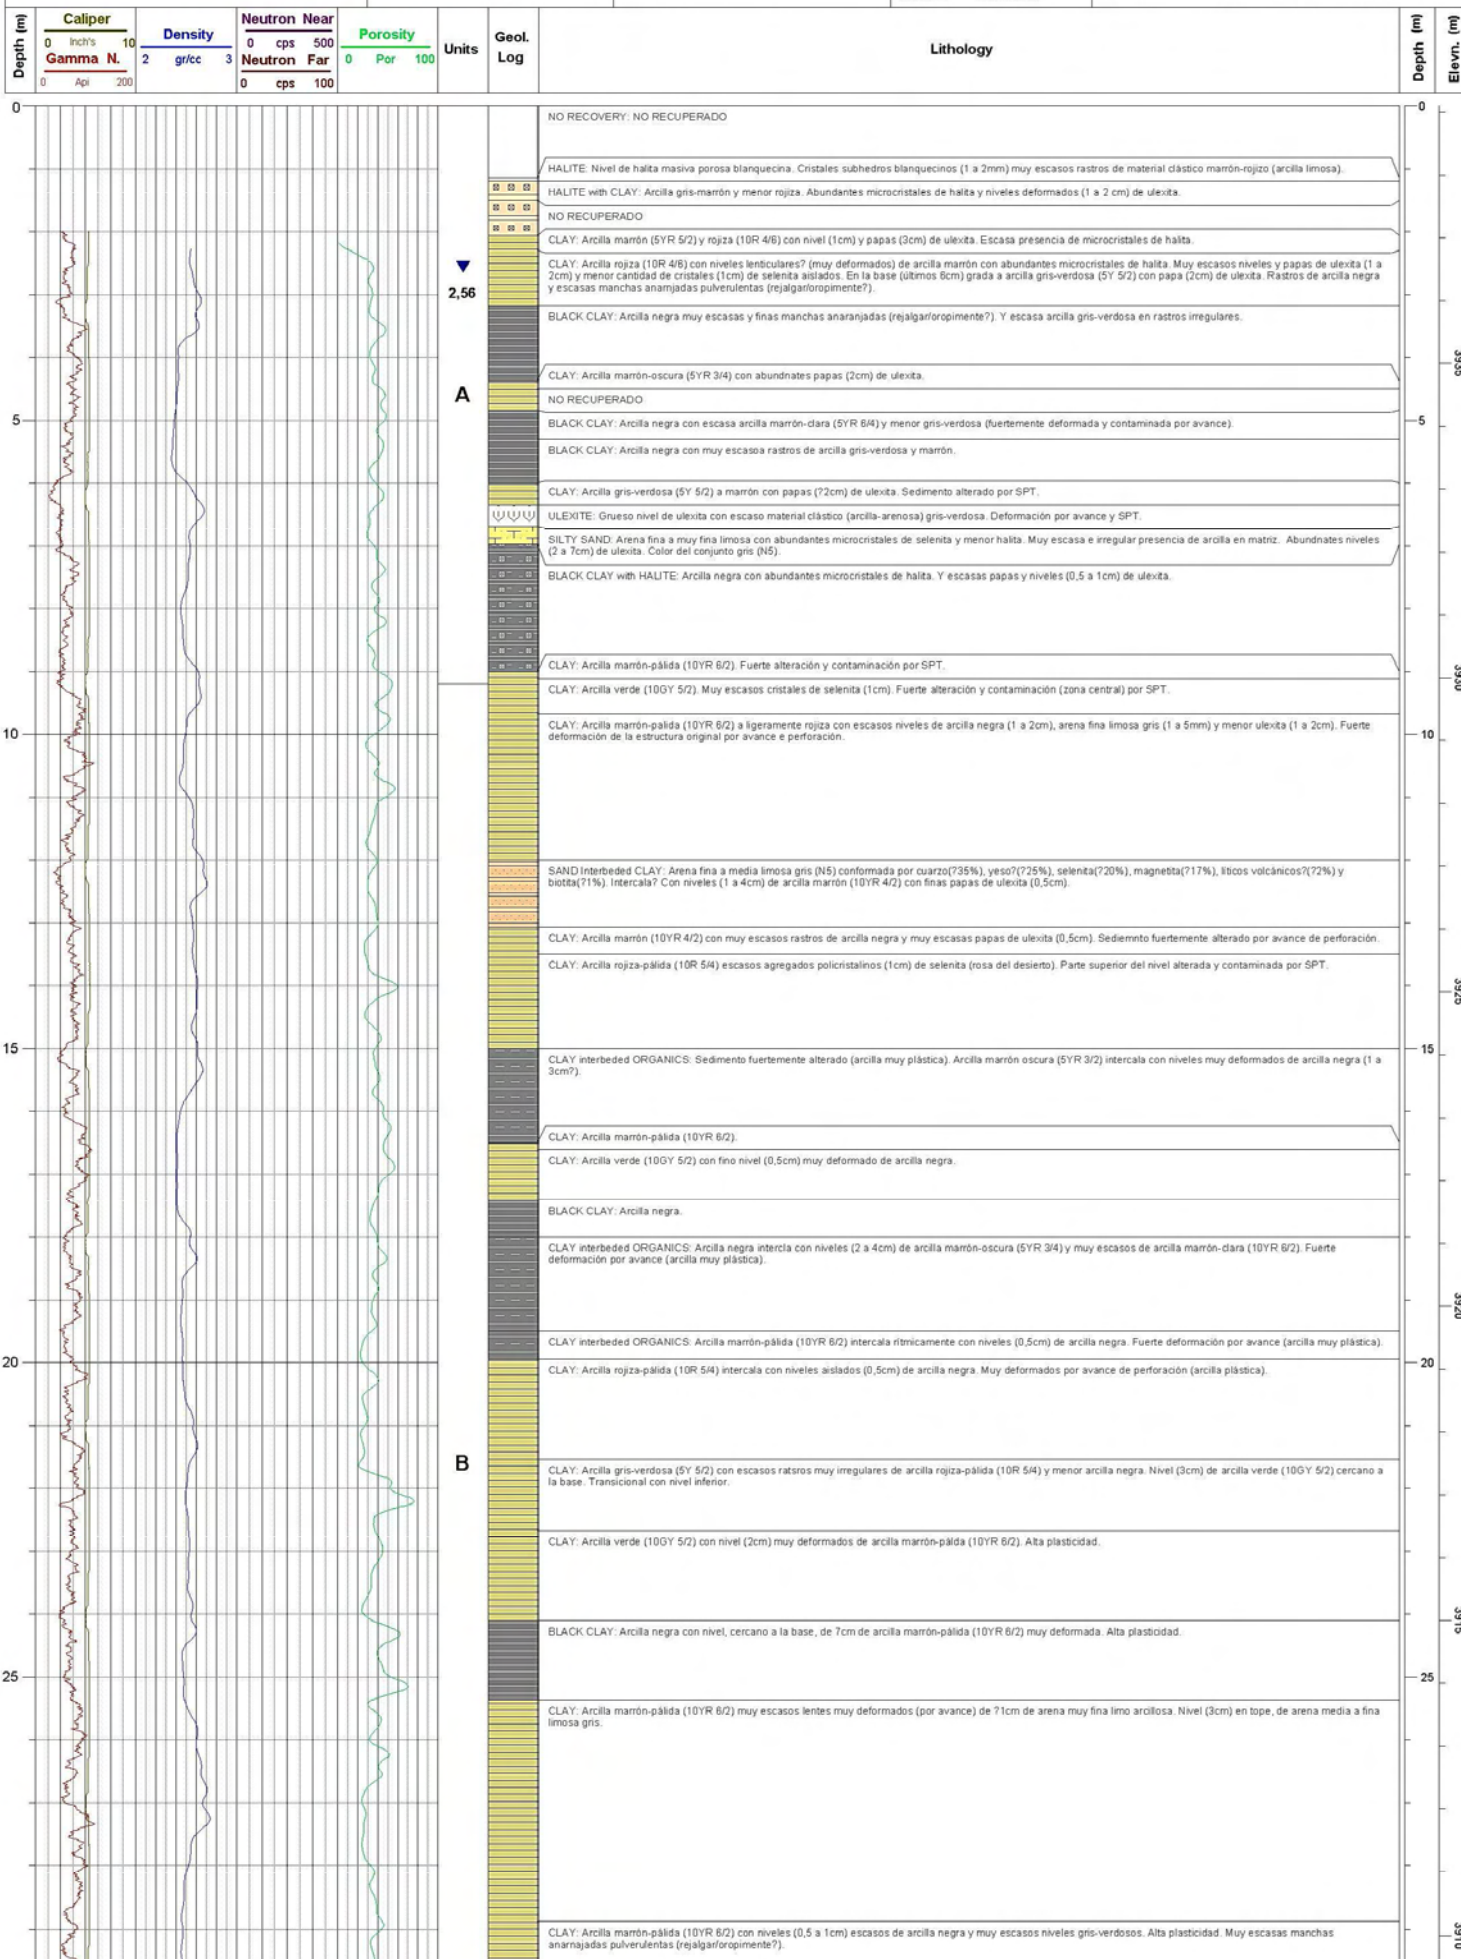 Depth (m)
Caliper
0 Inch's 10
Gamma N.
0 Api 200
Density
2 gr/cc 3
Neutron Near
0 cps 500
Neutron Far
0 cps 100
Porosity
0 Por 100
Units
Geol.
Log
Lithology
Depth (m)
Elevn. (m)
0
NO RECOVERY: NO RECUPERADO
0
HALITE: Nivel de halita masiva porosa blanquecina. Cristales subhedros blanquecinos (1 a 2mm) muy escasos rastros de material clástico marrón-rojizo (arcilla limosa).
HALITE with CLAY: Arcilla gris-marrón y menor rojiza. Abundantes microcristales de halita y niveles deformados (1 a 2 cm) de ulexita.
NO RECUPERADO
CLAY: Arcilla marrón (5YR 5/2) y rojiza (10R 4/6) con nivel (1cm) y papas (3cm) de ulexita. Escasa presencia de microcristales de halita.
CLAY: Arcilla rojiza (10R 4/6) con niveles lenticulares? (muy deformados) de arcilla marrón con abundantes microcristales de halita. Muy escasos niveles y papas de ulexita (1 a
2cm) y menor cantidad de cristales (1cm) de selenita aislados. En la base (últimos 6cm) grada a arcilla gris-verdosa (5Y 5/2) con papa (2cm) de ulexita. Rastros de arcilla negra
y escasas manchas anarnjadas pulverulentas (rejalgar/oropimente?).
2,56
BLACK CLAY: Arcilla negra muy escasas y finas manchas anaranjadas (rejalgar/oropimente?). Y escasa arcilla gris-verdosa en rastros irregulares.
3935
CLAY: Arcilla marrón-oscura (5YR 3/4) con abundnates papas (2cm) de ulexita.
A
NO RECUPERADO
5
BLACK CLAY: Arcilla negra con escasa arcilla marrón-clara (5YR 6/4) y menor gris-verdosa (fuertemente deformada y contaminada por avance).
5
BLACK CLAY: Arcilla negra con muy escasoa rastros de arcilla gris-verdosa y marrón.
CLAY: Arcilla gris-verdosa (5Y 5/2) a marrón con papas (?2cm) de ulexita. Sedimento alterado por SPT.
ULEXITE: Grueso nivel de ulexita con escaso material clástico (arcilla-arenosa) gris-verdosa. Deformación por avance y SPT.
SILTY SAND: Arena fina a muy fina limosa con abundantes microcristales de selenita y menor halita. Muy escasa e irregular presencia de arcilla en matriz. Abundnates niveles
(2 a 7cm) de ulexita. Color del conjunto gris (N5).
BLACK CLAY with HALITE: Arcilla negra con abundantes microcristales de halita. Y escasas papas y niveles (0,5 a 1cm) de ulexita.
CLAY: Arcilla marrón-pálida (10YR 6/2). Fuerte alteración y contaminación por SPT.
3930
CLAY: Arcilla verde (10GY 5/2). Muy escasos cristales de selenita (1cm). Fuerte alteración y contaminación (zona central) por SPT.
CLAY: Arcilla marrón-palida (10YR 6/2) a ligeramente rojiza con escasos niveles de arcilla negra (1 a 2cm), arena fina limosa gris (1 a 5mm) y menor ulexita (1 a 2cm). Fuerte
deformación de la estructura original por avance e perforación.
10
10
SAND Interbeded CLAY: Arena fina a media limosa gris (N5) conformada por cuarzo(?35%), yeso?(?25%), selenita(?20%), magnetita(?17%), líticos volcánicos?(?2%) y
biotita(?1%). Intercala? Con niveles (1 a 4cm) de arcilla marrón (10YR 4/2) con finas papas de ulexita (0,5cm).
CLAY: Arcilla marrón (10YR 4/2) con muy escasos rastros de arcilla negra y muy escasas papas de ulexita (0,5cm). Sediemnto fuertemente alterado por avance de perforación.
CLAY: Arcilla rojiza-pálida (10R 5/4) escasos agregados policristalinos (1cm) de selenita (rosa del desierto). Parte superior del nivel alterada y contaminada por SPT.
3925
15
CLAY interbeded ORGANICS: Sedimento fuertemente alterado (arcilla muy plástica). Arcilla marrón oscura (5YR 3/2) intercala con niveles muy deformados de arcilla negra (1 a
3cm?).
15
CLAY: Arcilla marrón-pálida (10YR 6/2).
CLAY: Arcilla verde (10GY 5/2) con fino nivel (0,5cm) muy deformado de arcilla negra.
BLACK CLAY: Arcilla negra.
CLAY interbeded ORGANICS: Arcilla negra intercla con niveles (2 a 4cm) de arcilla marrón-oscura (5YR 3/4) y muy escasos de arcilla marrón-clara (10YR 6/2). Fuerte
deformación por avance (arcilla muy plástica).
3920
CLAY interbeded ORGANICS: Arcilla marrón-pálida (10YR 6/2) intercala rítmicamente con niveles (0,5cm) de arcilla negra. Fuerte deformación por avance (arcilla muy plástica).
20
CLAY: Arcilla rojiza-pálida (10R 5/4) intercala con niveles aislados (0,5cm) de arcilla negra. Muy deformados por avance de perforación (arcilla plástica).
20
B
CLAY: Arcilla gris-verdosa (5Y 5/2) con escasos ratsros muy irregulares de arcilla rojiza-pálida (10R 5/4) y menor arcilla negra. Nivel (3cm) de arcilla verde (10GY 5/2) cercano a
la base. Transicional con nivel inferior.
CLAY: Arcilla verde (10GY 5/2) con nivel (2cm) muy deformados de arcilla marrón-pálda (10YR 6/2). Alta plasticidad.
3915
BLACK CLAY: Arcilla negra con nivel, cercano a la base, de 7cm de arcilla marrón-pálida (10YR 6/2) muy deformada. Alta plasticidad.
25
25
CLAY: Arcilla marrón-pálida (10YR 6/2) muy escasos lentes muy deformados (por avance) de ?1cm de arena muy fina limo arcillosa. Nivel (3cm) en tope, de arena media a fina
limosa gris.
CLAY: Arcilla marrón-pálida (10YR 6/2) con niveles (0,5 a 1cm) escasos de arcilla negra y muy escasos niveles gris-verdosos. Alta plasticidad. Muy escasas manchas
anarnajadas pulverulentas (rejalgar/oropimente?).
3910